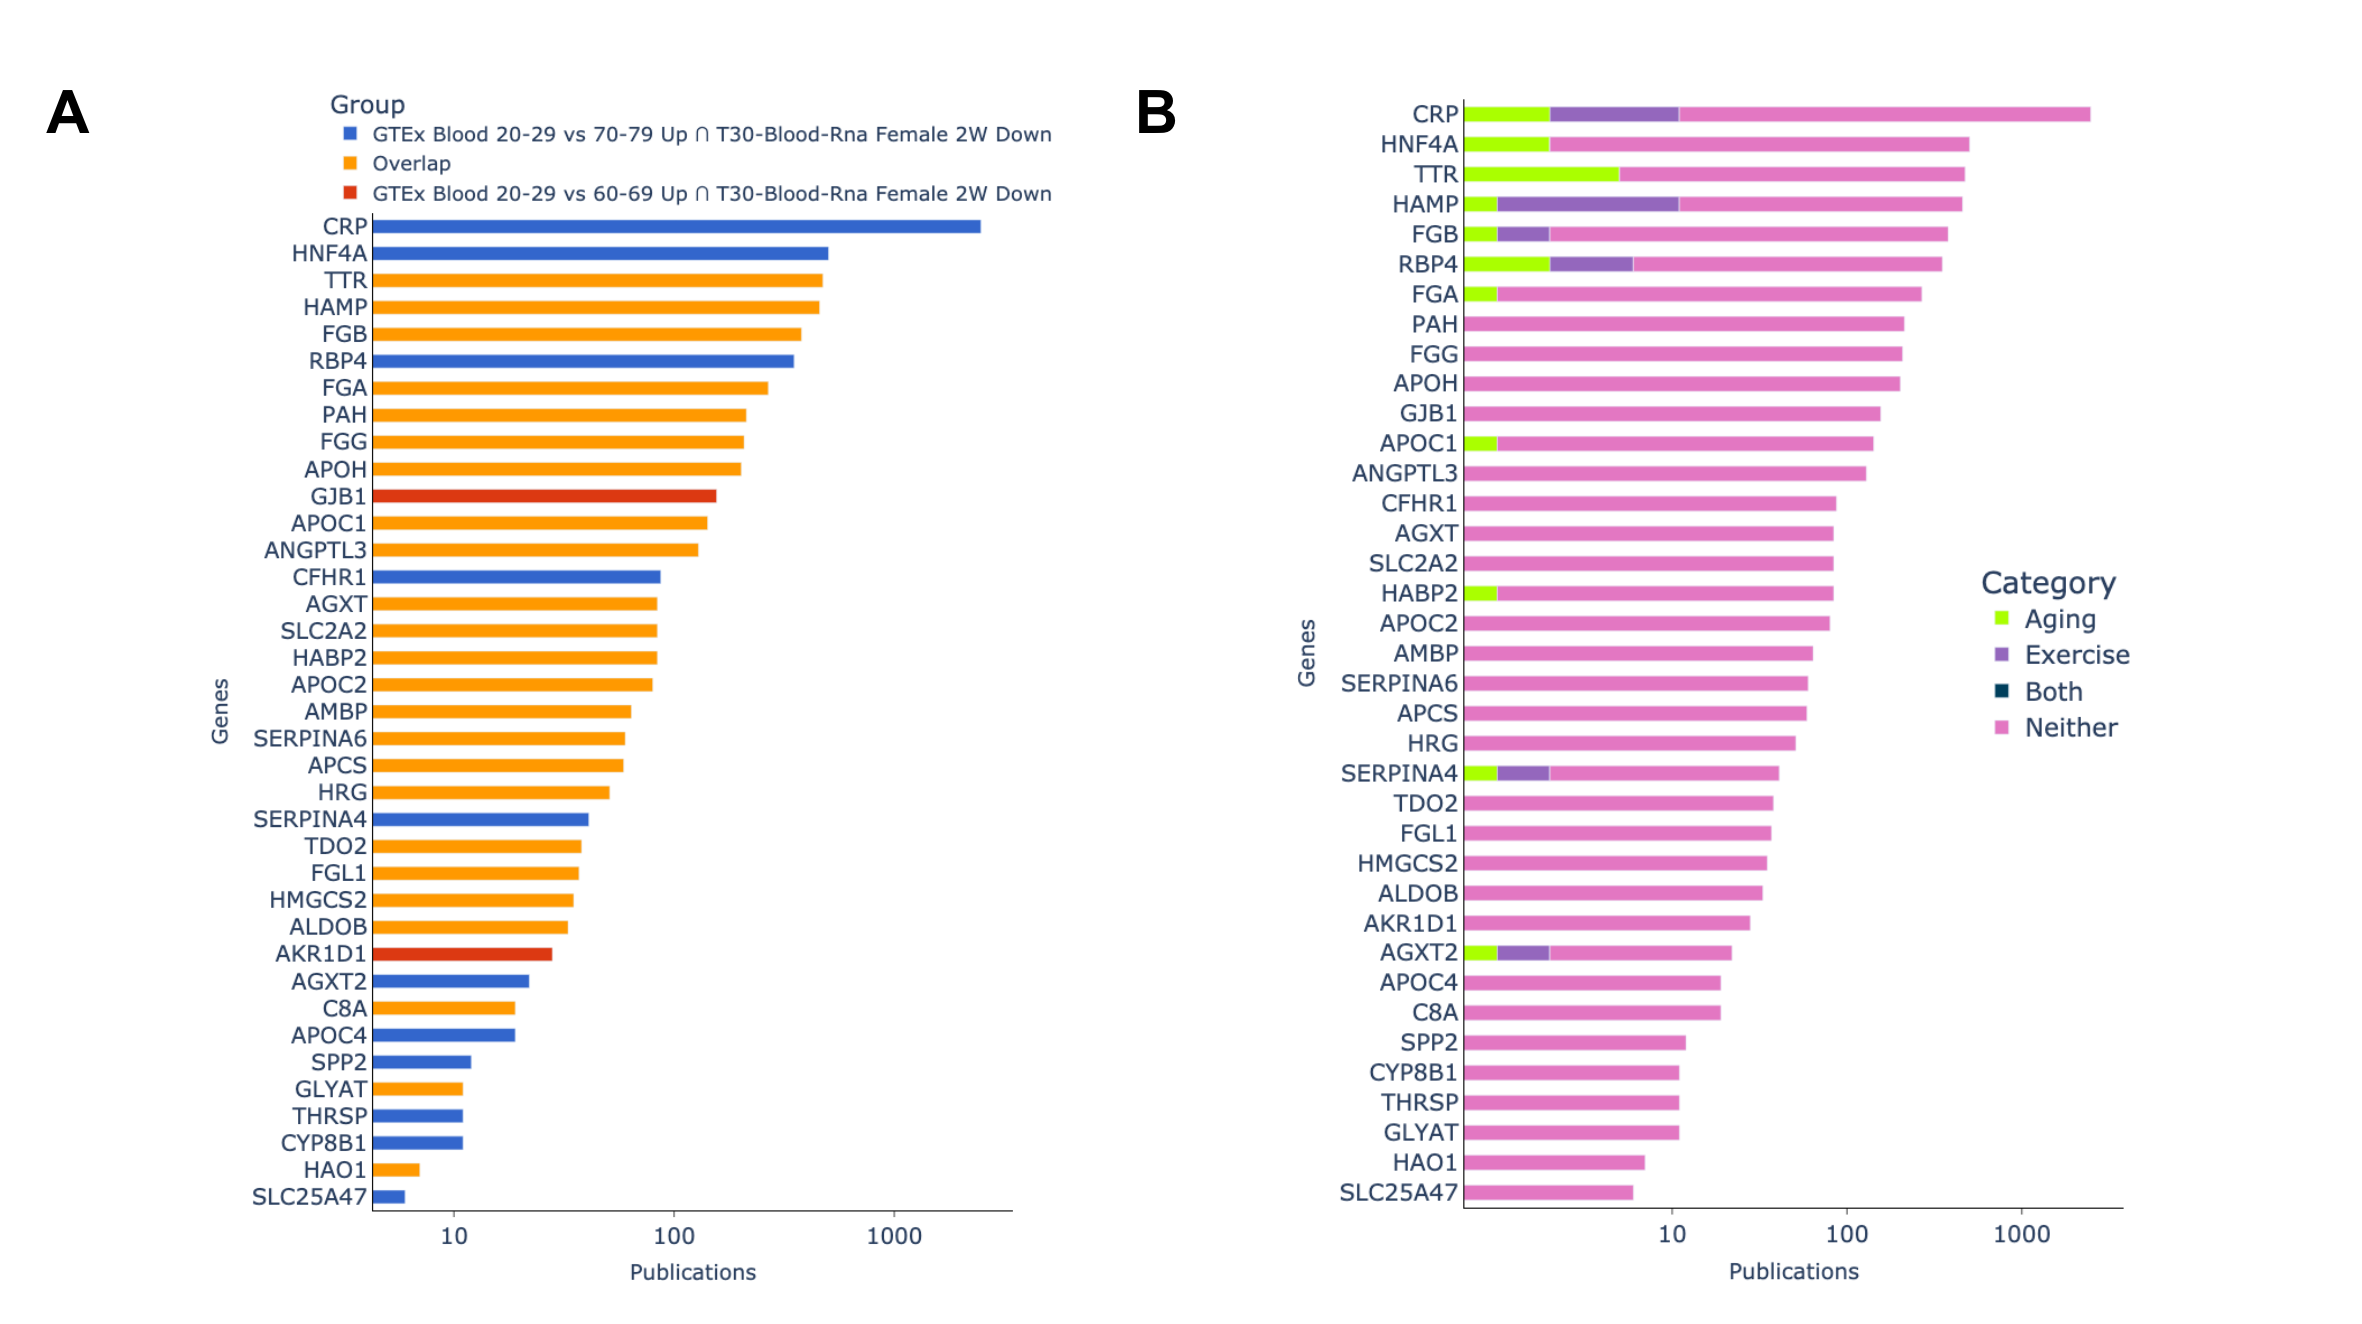 A
Group
GTEx Blood 20-29 vs 70-79 Up ∩ T30-Blood-Rna Female 2W Down
Overlap
GTEx Blood 20-29 vs 60-69 Up ∩ T30-Blood-Rna Female 2W Down
CRP
HNF4A
TTR
HAMP
FGB
RBP4
FGA
PAH
FGG
APOH
GJB1
APOC1
ANGPTL3
CFHR1
AGXT
SLC2A2
HABP2
APOC2
AMBP
SERPINA6
APCS
HRG
SERPINA4
TDO2
FGL1
HMGCS2
ALDOB
AKR1D1
AGXT2
C8A
APOC4
SPP2
GLYAT
THRSP
CYP8B1
HAO1
SLC25A47
Genes
10 100 1000
Publications
B
CRP
HNF4A
TTR
HAMP
FGB
RBP4
FGA
PAH
FGG
APOH
GJB1
APOC1
ANGPTL3
CFHR1
AGXT
SLC2A2
HABP2
APOC2
AMBP
SERPINA6
APCS
HRG
SERPINA4
TDO2
FGL1
HMGCS2
ALDOB
AKR1D1
AGXT2
APOC4
C8A
SPP2
CYP8B1
THRSP
GLYAT
HAO1
SLC25A47
Genes
10 100 1000
Publications
Category
Aging
Exercise
Both
Neither